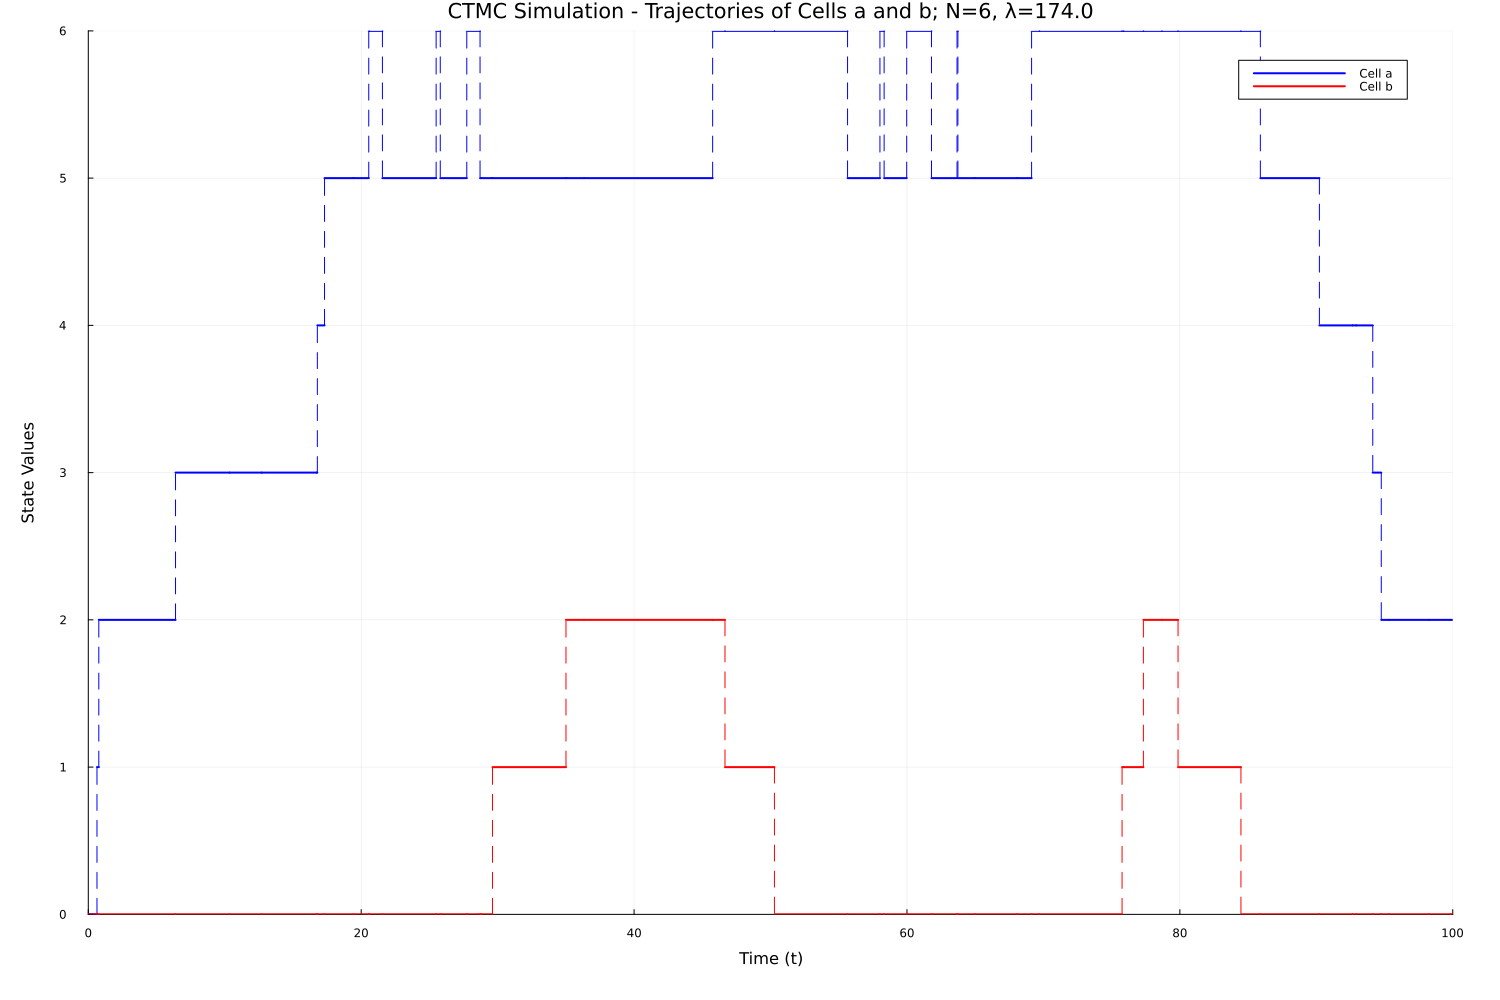 CTMC Simulation - Trajectories of Cells a and b; N=6, λ=174.0
6
5
4
3
2
1
0
State Values
Cell a
Cell b
0 20 40 60 80 100
Time (t)